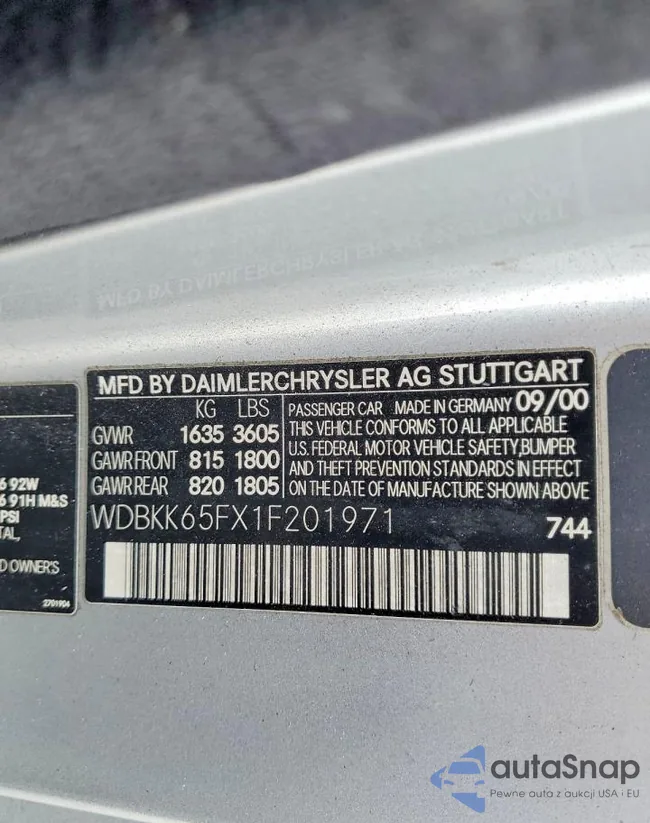 MFD BY DAIMLERCHRYSLER AG STUTTGART
KG LBS
GVWR 1635 3605
GAWR FRONT 815 1800
GAWR REAR 820 1805
PASSENGER CAR MADE IN GERMANY 09/00
THIS VEHICLE CONFORMS TO ALL APPLICABLE
U.S. FEDERAL MOTOR VEHICLE SAFETY, BUMPER
AND THEFT PREVENTION STANDARDS IN EFFECT
ON THE DATE OF MANUFACTURE SHOWN ABOVE
WDBKK65FX1F201971
744
6 92W
6 91H M&S
PSI
TAL,
D OWNER'S
2701904
autaSnap
Pewne auta z aukcji USA i EU